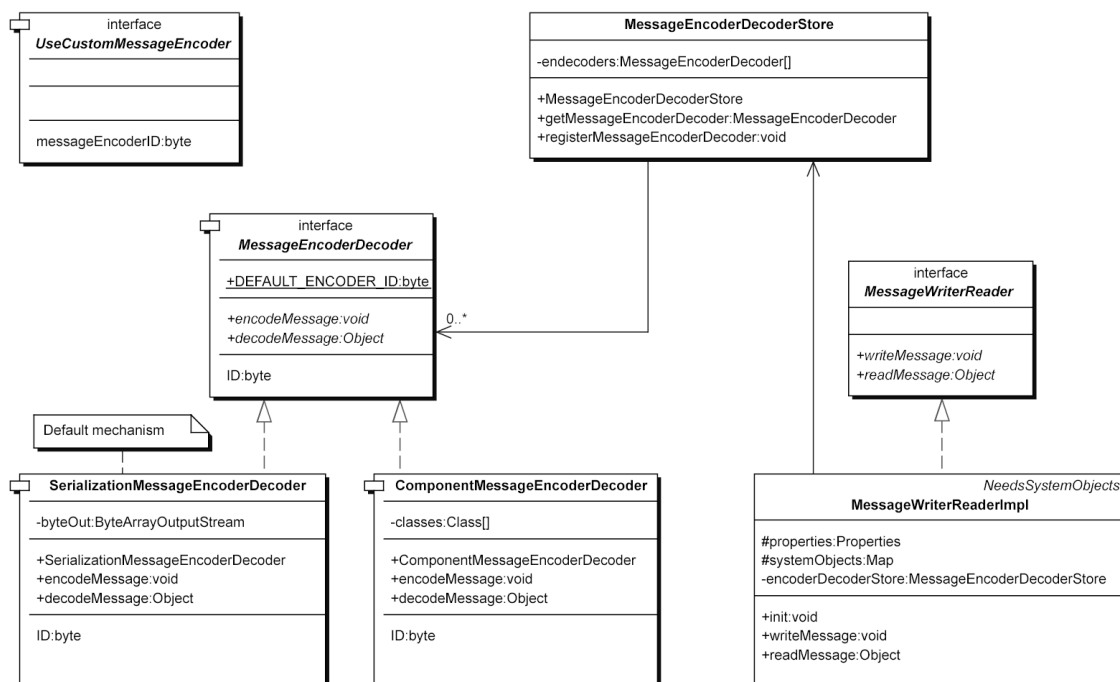 interface
UseCustomMessageEncoder
messageEncoderID:byte
MessageEncoderDecoderStore
-endecoders:MessageEncoderDecoder[]
+MessageEncoderDecoderStore
+getMessageEncoderDecoder:MessageEncoderDecoder
+registerMessageEncoderDecoder:void
interface
MessageEncoderDecoder
+DEFAULT_ENCODER_ID:byte
+encodeMessage:void
+decodeMessage:Object
ID:byte
0..*
interface
MessageWriterReader
+writeMessage:void
+readMessage:Object
Default mechanism
SerializationMessageEncoderDecoder
-byteOut:ByteArrayOutputStream
+SerializationMessageEncoderDecoder
+encodeMessage:void
+decodeMessage:Object
ID:byte
ComponentMessageEncoderDecoder
-classes:Class[]
+ComponentMessageEncoderDecoder
+encodeMessage:void
+decodeMessage:Object
ID:byte
NeedsSystemObjects
MessageWriterReaderImpl
#properties:Properties
#systemObjects:Map
-encoderDecoderStore:MessageEncoderDecoderStore
+init:void
+writeMessage:void
+readMessage:Object